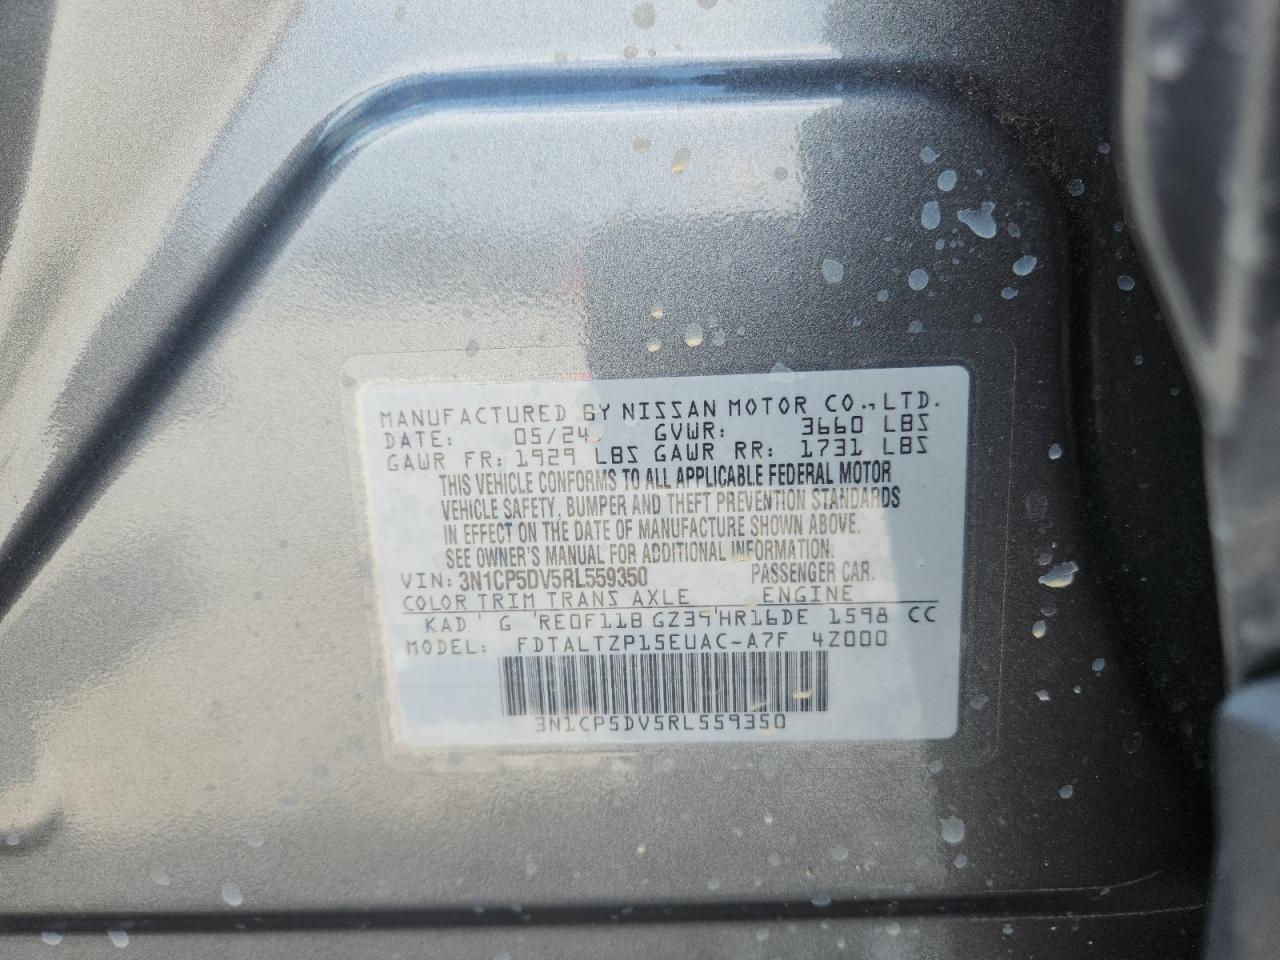 MANUFACTURED BY NISSAN MOTOR CO., LTD.
DATE: 05/24 GVWR: 3660 LBS
GAWR FR: 1929 LBS GAWR RR: 1731 LBS
THIS VEHICLE CONFORMS TO ALL APPLICABLE FEDERAL MOTOR
VEHICLE SAFETY, BUMPER AND THEFT PREVENTION STANDARDS
IN EFFECT ON THE DATE OF MANUFACTURE SHOWN ABOVE.
SEE OWNER'S MANUAL FOR ADDITIONAL INFORMATION.
VIN: 3N1CP5DV5RL559350 PASSENGER CAR.
COLOR TRIM TRANS AXLE ENGINE
KAD ' G 'RE0F11B GZ39'HR16DE 1598 CC
MODEL: FDTALTZP15EUAC-A7F 4Z000
3N1CP5DV5RL559350